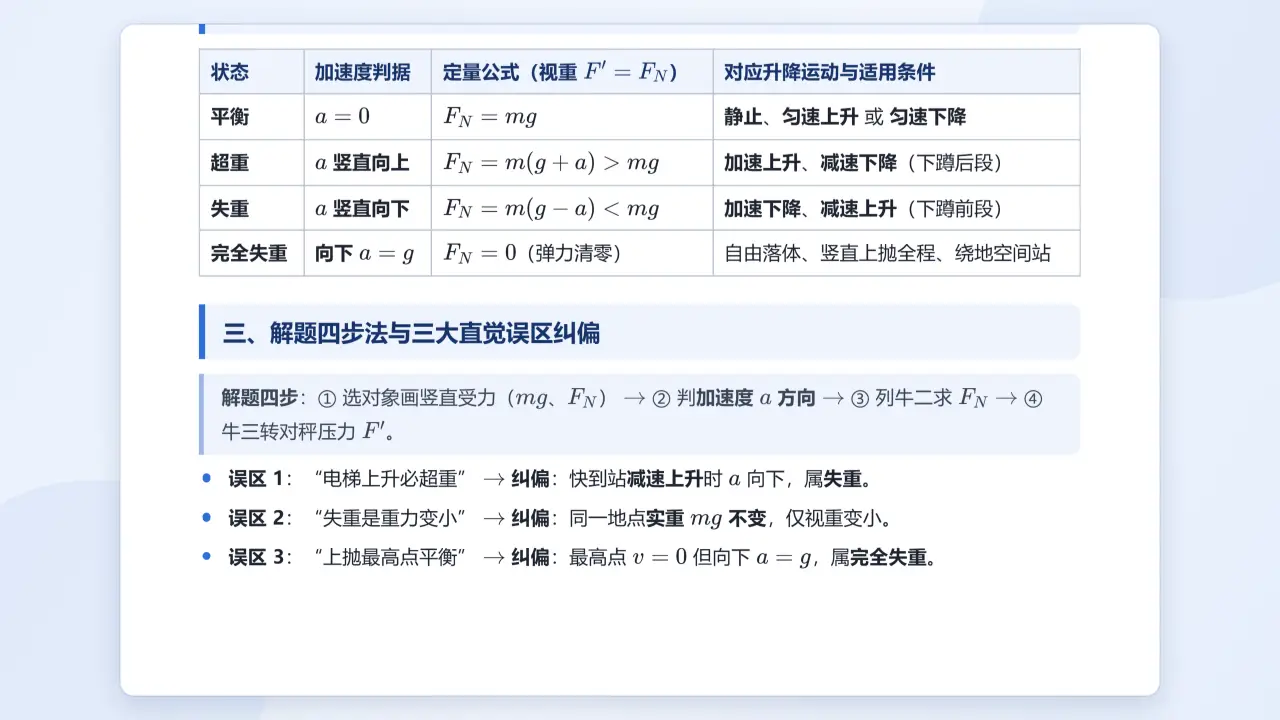 状态 加速度判据 定量公式（视重 F′ = F_N） 对应升降运动与适用条件
平衡 a = 0 F_N = mg 静止、匀速上升 或 匀速下降
超重 a 竖直向上 F_N = m(g + a) > mg 加速上升、减速下降（下蹲后段）
失重 a 竖直向下 F_N = m(g − a) < mg 加速下降、减速上升（下蹲前段）
完全失重 向下 a = g F_N = 0（弹力清零） 自由落体、竖直上抛全程、绕地空间站
三、解题四步法与三大直觉误区纠偏
解题四步：① 选对象画竖直受力（mg、F_N） → ② 判加速度 a 方向 → ③ 列牛二求 F_N → ④
牛三转对秤压力 F′。
误区 1：“电梯上升必超重” → 纠偏：快到站减速上升时 a 向下，属失重。
误区 2：“失重是重力变小” → 纠偏：同一地点实重 mg 不变，仅视重变小。
误区 3：“上抛最高点平衡” → 纠偏：最高点 v = 0 但向下 a = g，属完全失重。